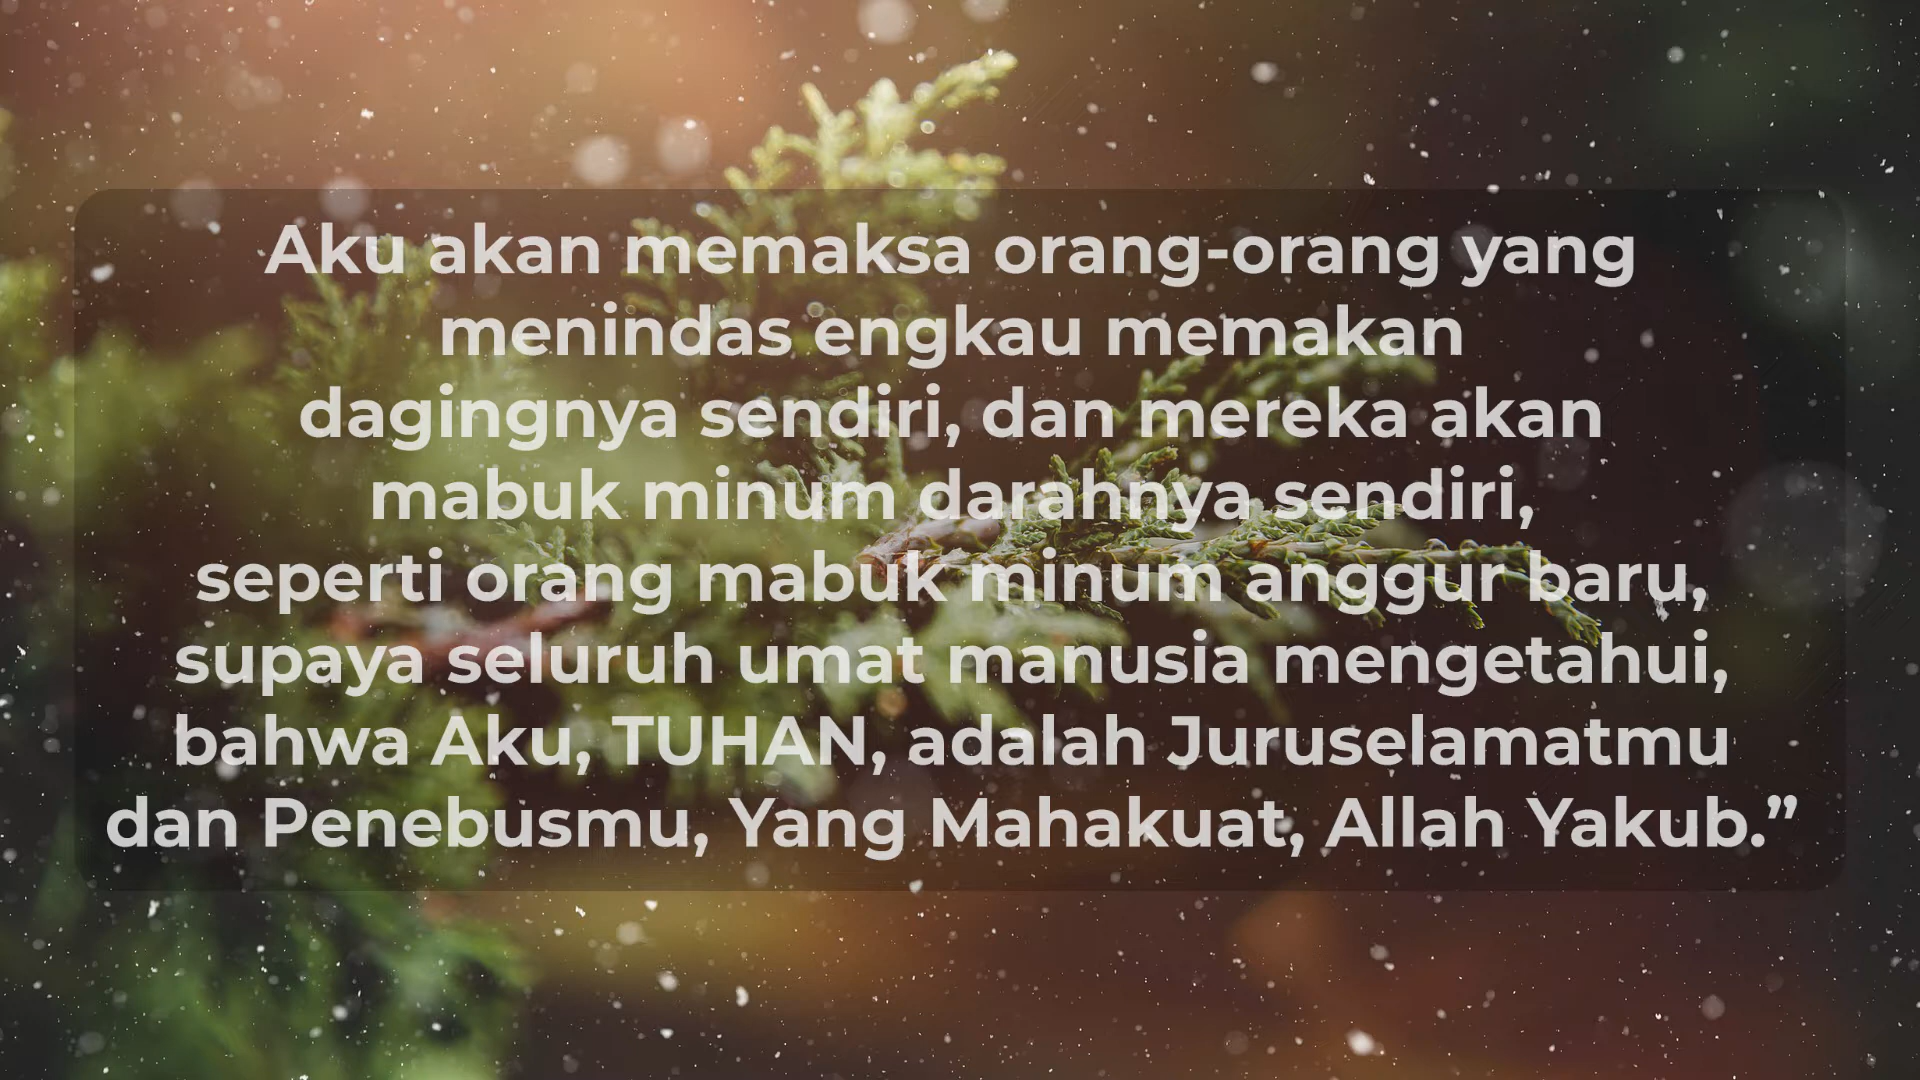 Aku akan memaksa orang-orang yang
menindas engkau memakan
dagingnya sendiri, dan mereka akan
mabuk minum darahnya sendiri,
seperti orang mabuk minum anggur baru,
supaya seluruh umat manusia mengetahui,
bahwa Aku, TUHAN, adalah Juruselamatmu
dan Penebusmu, Yang Mahakuat, Allah Yakub.”